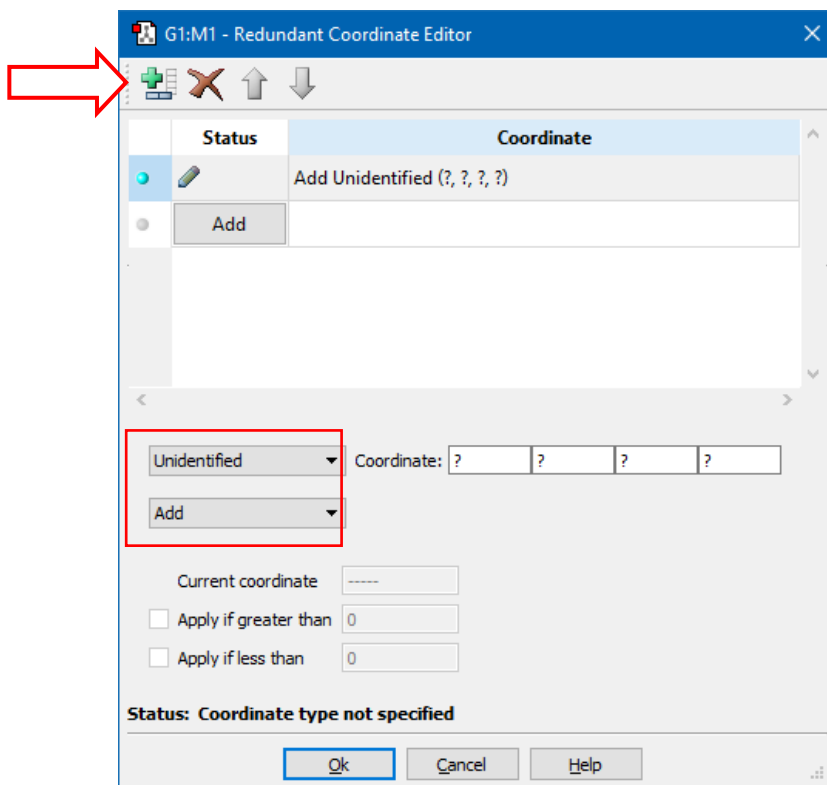 G1:M1 - Redundant Coordinate Editor
Status Coordinate
Add Unidentified (?, ?, ?, ?)
Add
Unidentified Coordinate: ? ? ? ?
Add
Current coordinate -----
Apply if greater than 0
Apply if less than 0
Status: Coordinate type not specified
Ok Cancel Help